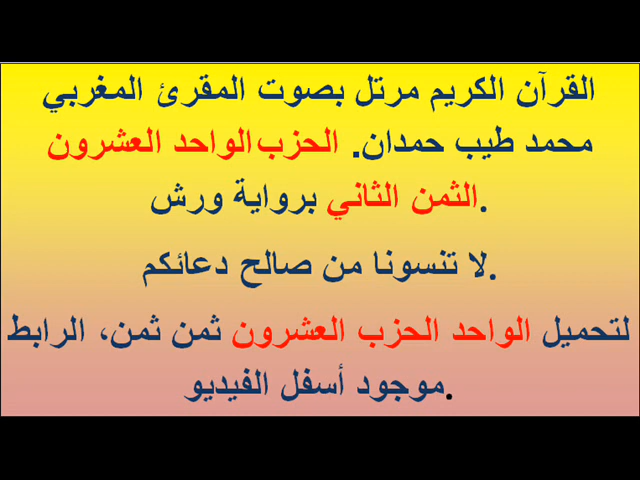 القرآن الكريم مرتل بصوت المقرئ المغربي
محمد طيب حمدان. الحزب الواحد العشرون
الثمن الثاني برواية ورش.
لا تنسونا من صالح دعائكم.
لتحميل الواحد الحزب العشرون ثمن ثمن، الرابط
موجود أسفل الفيديو.